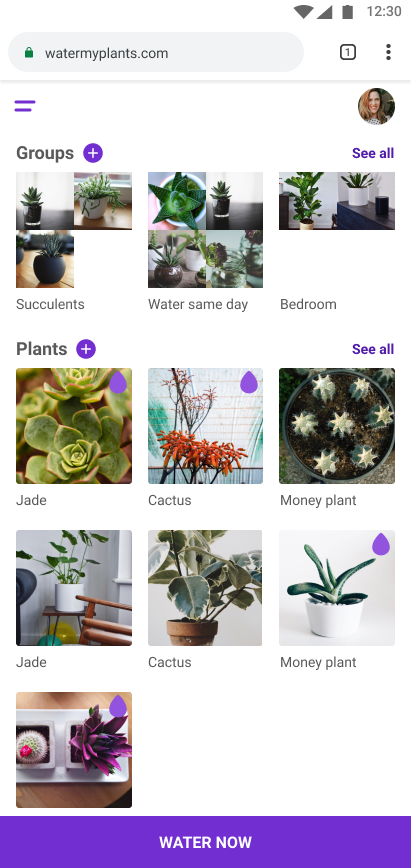 12:30
watermyplants.com
1
Groups
See all
Succulents
Water same day
Bedroom
Plants
See all
Jade
Cactus
Money plant
Jade
Cactus
Money plant
WATER NOW